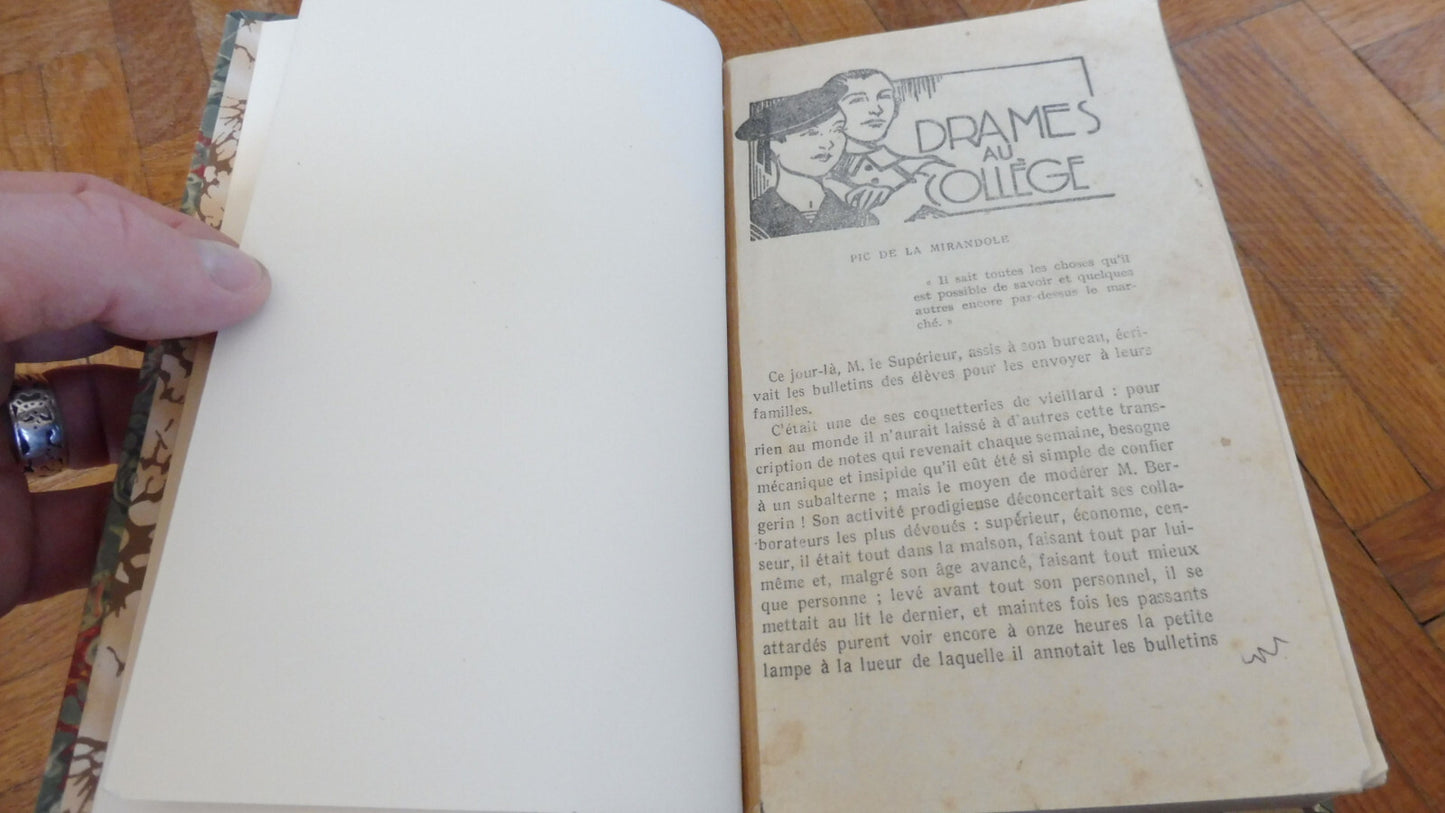 DRAMES
AU
COLLÈGE
PIC DE LA MIRANDOLE
« Il sait toutes les choses qu'il
est possible de savoir et quelques
autres encore par-dessus le mar-
ché. »
Ce jour-là, M. le Supérieur, assis à son bureau, écri-
vait les bulletins des élèves pour les envoyer à leurs
familles.
C'était une de ses coquetteries de vieillard : pour
rien au monde il n'aurait laissé à d'autres cette trans-
cription de notes qui revenait chaque semaine, besogne
mécanique et insipide qu'il eût été si simple de confier
à un subalterne ; mais le moyen de modérer M. Ber-
gerin ! Son activité prodigieuse déconcertait ses colla-
borateurs les plus dévoués : supérieur, économe, cen-
seur, il était tout dans la maison, faisant tout par lui-
même et, malgré son âge avancé, faisant tout mieux
que personne ; levé avant tout son personnel, il se
mettait au lit le dernier, et maintes fois les passants
attardés purent voir encore à onze heures la petite
lampe à la lueur de laquelle il annotait les bulletins